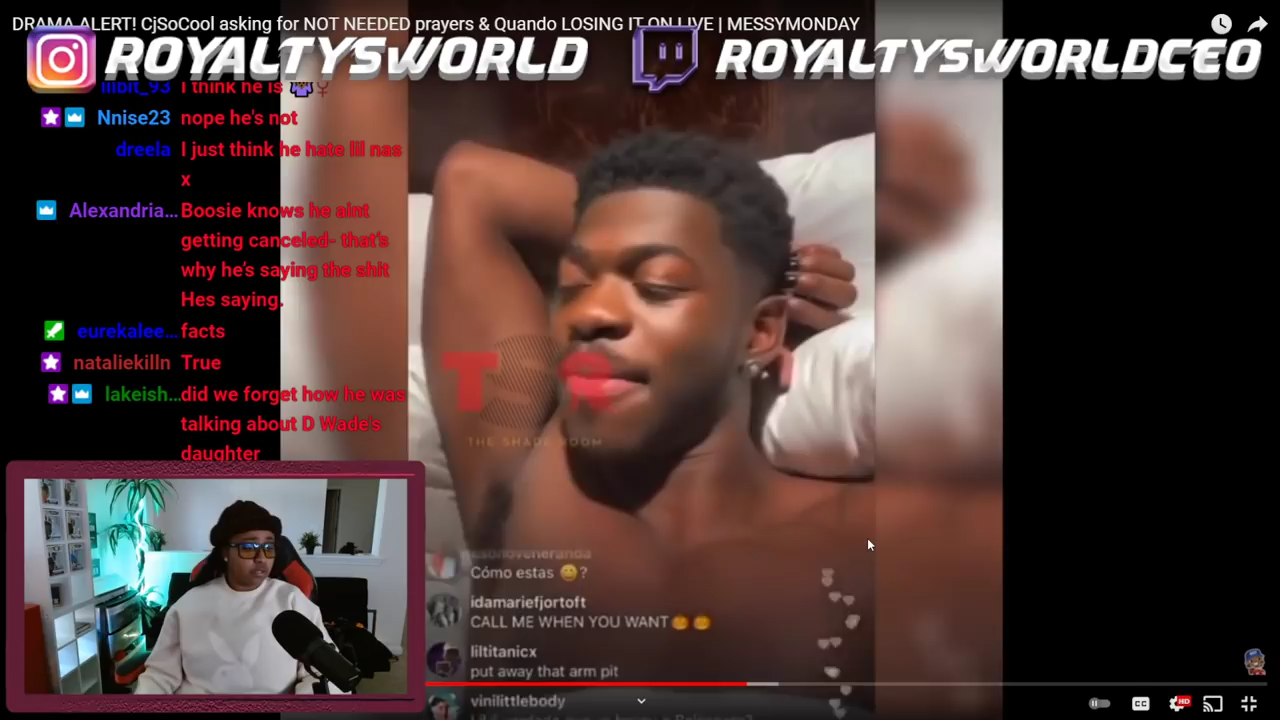 DRAMA ALERT! CjSoCool asking for NOT NEEDED prayers & Quando LOSING IT ON LIVE | MESSYMONDAY
ROYALTYSWORLD
ROYALTYSWORLDCEO
lilbit_93 i think he is
Nnise23 nope he's not
dreela I just think he hate lil nas
x
Alexandria... Boosie knows he aint
getting canceled- that's
why he's saying the shit
Hes saying.
eurekalee... facts
nataliekilln True
lakeish... did we forget how he was
talking about D Wade's
daughter
TSR
THE SHADE ROOM
Cómo estas 😄?
idamariefjortoft
CALL ME WHEN YOU WANT🎃 🎃
liltitanicx
put away that arm pit
vinilittlebody
CC
HD